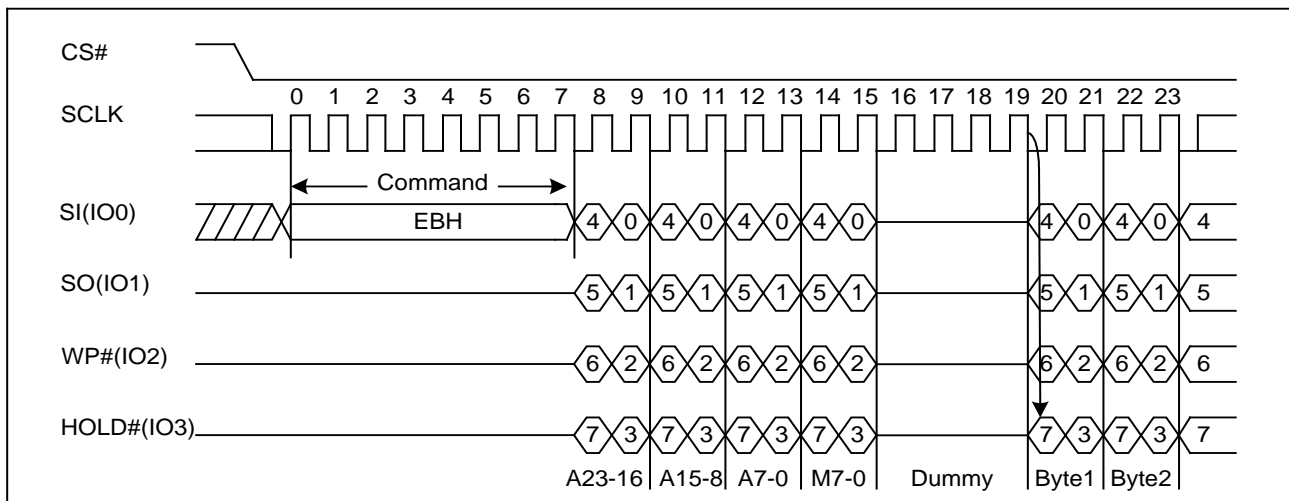 CS#
0 1 2 3 4 5 6 7 8 9 10 11 12 13 14 15 16 17 18 19 20 21 22 23
SCLK
Command
SI(IO0) EBH 4 0 4 0 4 0 4 0 4 0 4 0 4
SO(IO1) 5 1 5 1 5 1 5 1 5 1 5 1 5
WP#(IO2) 6 2 6 2 6 2 6 2 6 2 6 2 6
HOLD#(IO3) 7 3 7 3 7 3 7 3 7 3 7 3 7
A23-16 A15-8 A7-0 M7-0 Dummy Byte1 Byte2